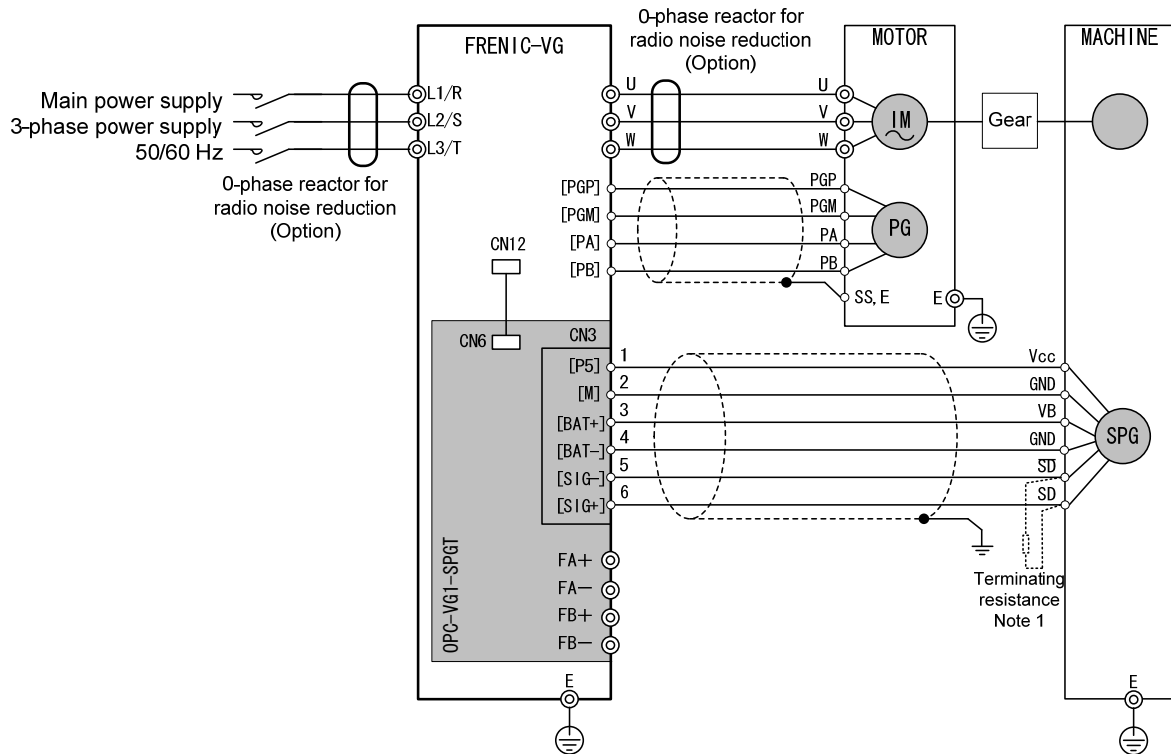 FRENIC-VG
0-phase reactor for
radio noise reduction
(Option)
MOTOR
MACHINE
Main power supply
3-phase power supply
50/60 Hz
L1/R
L2/S
L3/T
0-phase reactor for
radio noise reduction
(Option)
U
V
W
U
V
W
IM
Gear
[PGP]
[PGM]
[PA]
[PB]
PGP
PGM
PA
PB
SS,E
PG
E
CN12
CN6
CN3
[P5]
[M]
[BAT+]
[BAT-]
[SIG-]
[SIG+]
1
2
3
4
5
6
Vcc
GND
VB
GND
S̅D̅
SD
SPG
OPC-VG1-SPGT
FA+
FA-
FB+
FB-
Terminating
resistance
Note 1
E
E